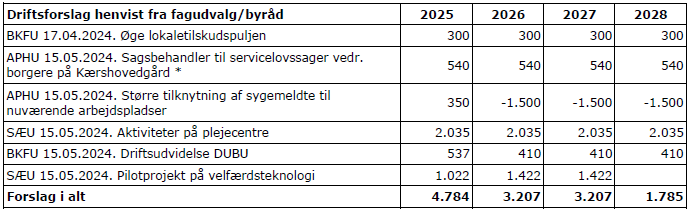 Driftsforslag henvist fra fagudvalg/byråd 2025 2026 2027 2028
BKFU 17.04.2024. Øge lokaletilskudspuljen 300 300 300 300
APHU 15.05.2024. Sagsbehandler til servicelovssager vedr.
borgere på Kærshovedgård * 540 540 540 540
APHU 15.05.2024. Større tilknytning af sygemeldte til
nuværende arbejdspladser 350 -1.500 -1.500 -1.500
SÆU 15.05.2024. Aktiviteter på plejecentre 2.035 2.035 2.035 2.035
BKFU 15.05.2024. Driftsudvidelse DUBU 537 410 410 410
SÆU 15.05.2024. Pilotprojekt på velfærdsteknologi 1.022 1.422 1.422
Forslag i alt 4.784 3.207 3.207 1.785